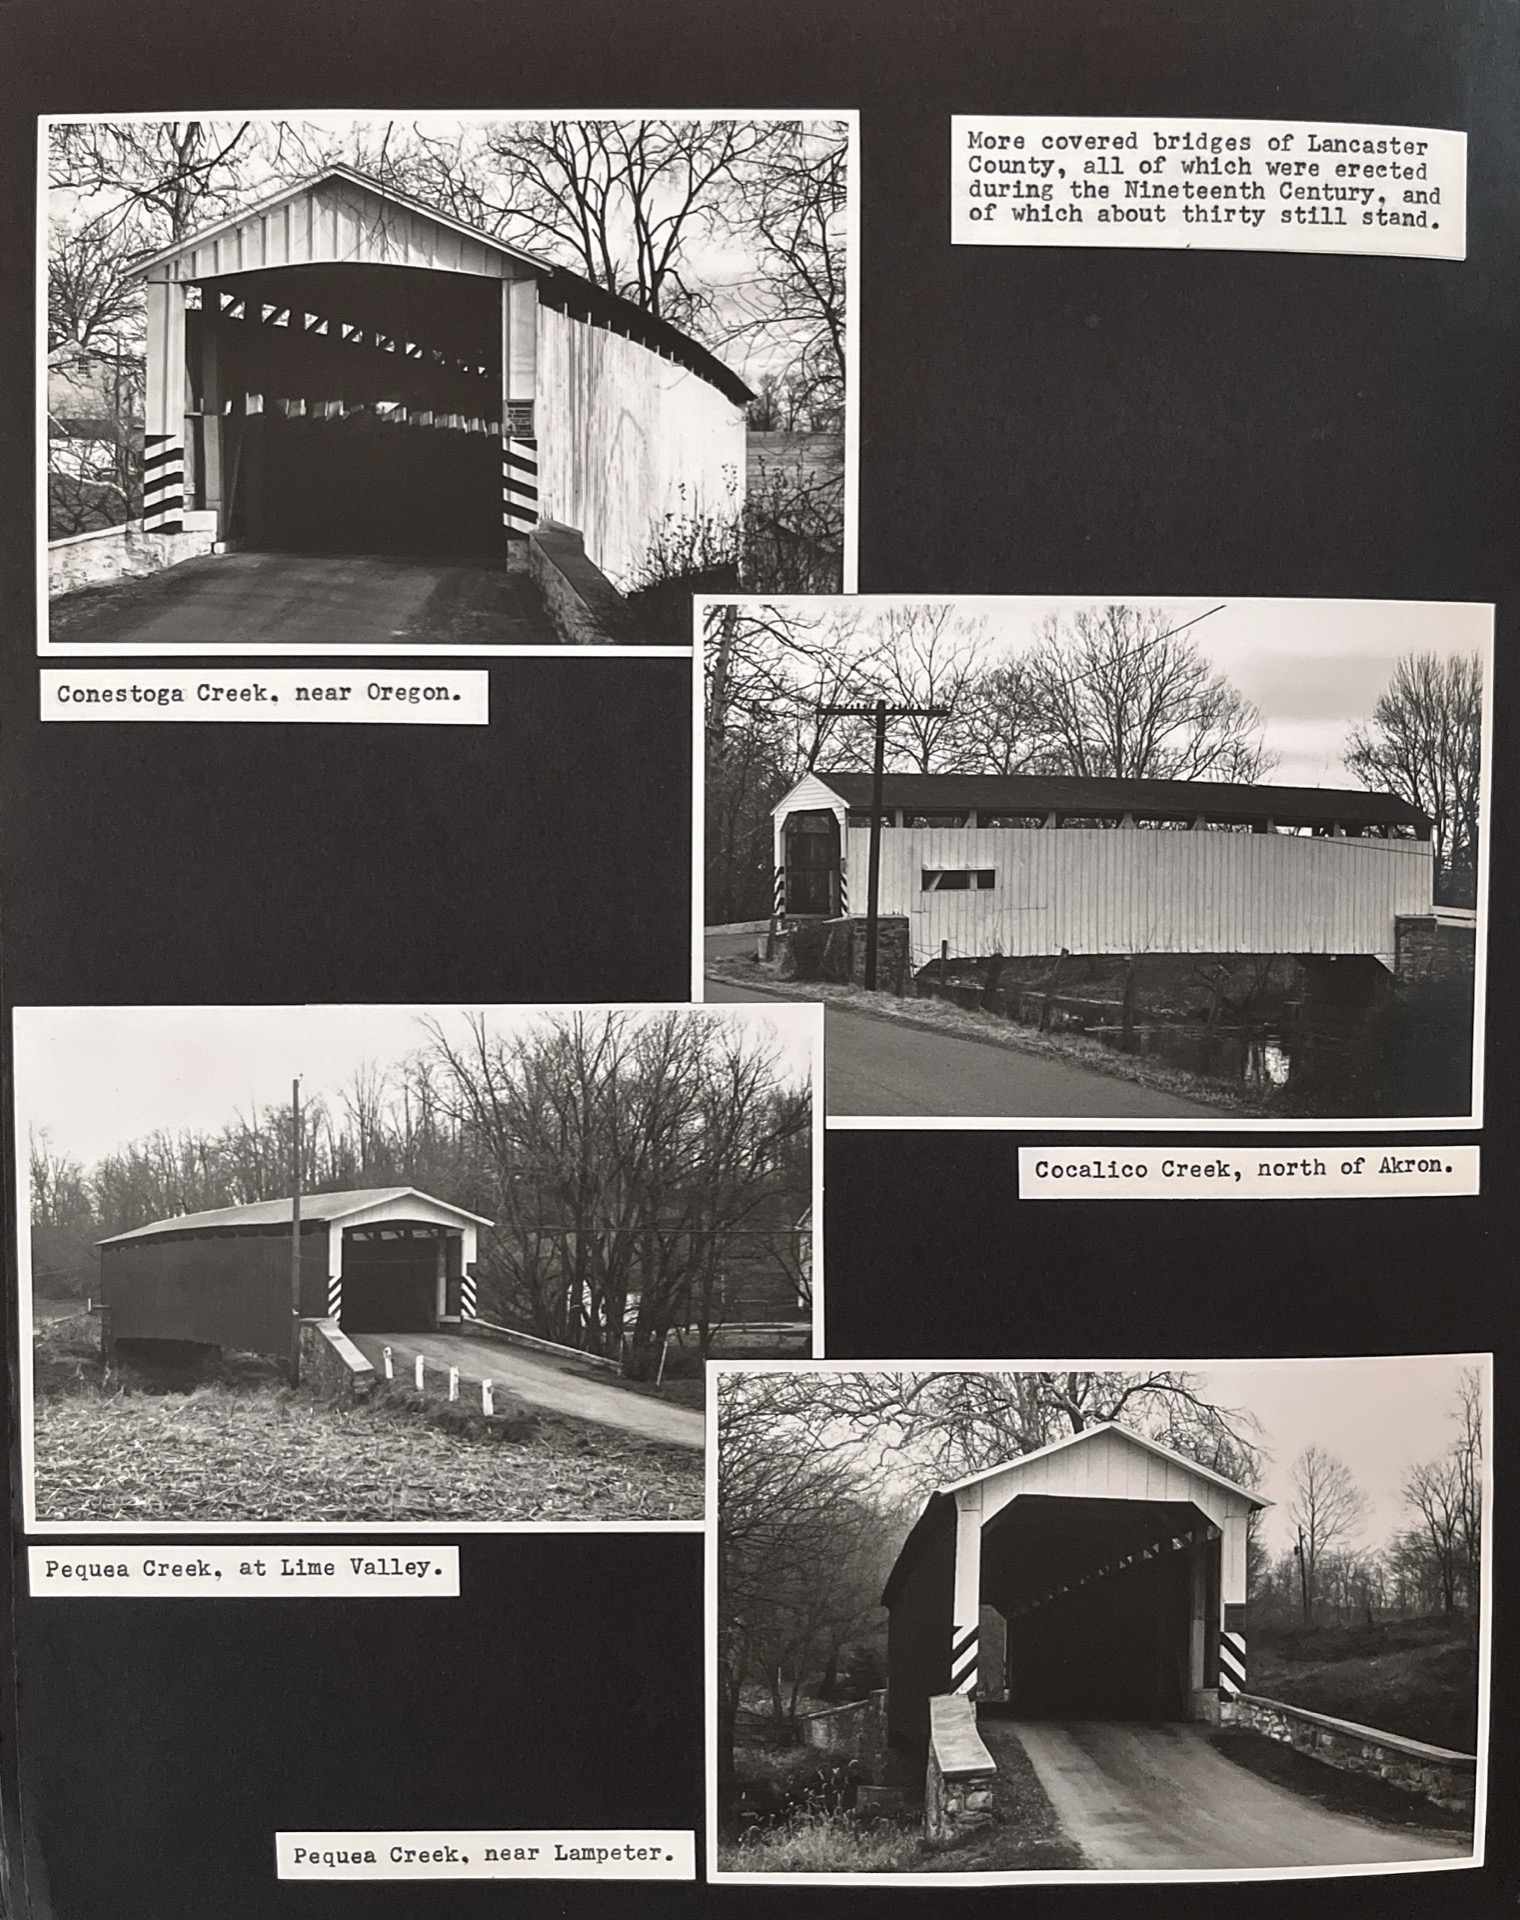 More covered bridges of Lancaster
County, all of which were erected
during the Nineteenth Century, and
of which about thirty still stand.
Conestoga Creek, near Oregon.
Cocalico Creek, north of Akron.
Pequea Creek, at Lime Valley.
Pequea Creek, near Lampeter.